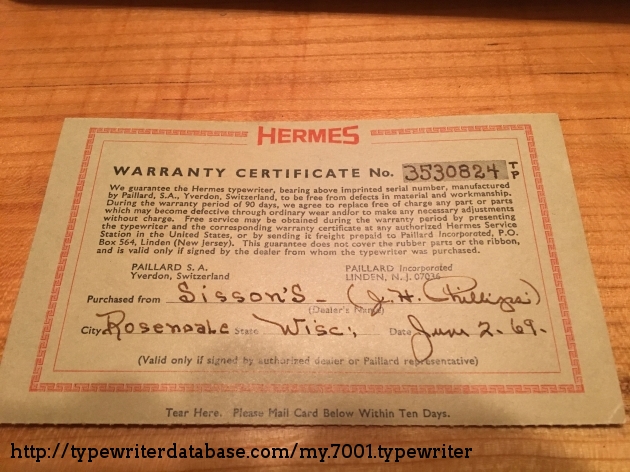 HERMES
WARRANTY CERTIFICATE No. 3530824 TP
We guarantee the Hermes typewriter, bearing above imprinted serial number, manufactured
by Paillard, S.A., Yverdon, Switzerland, to be free from defects in material and workmanship.
During the warranty period of 90 days, we agree to replace free of charge any part or parts
which may become defective through ordinary wear and/or to make any necessary adjustments
without charge. Free service may be obtained during the warranty period by presenting
the typewriter and the corresponding warranty certificate at any authorized Hermes Service
Station in the United States, or by sending it freight prepaid to Paillard Incorporated, P.O.
Box 564, Linden (New Jersey). This guarantee does not cover the rubber parts or the ribbon,
and is valid only if signed by the dealer from whom the typewriter was purchased.
PAILLARD S. A. PAILLARD Incorporated
Yverdon, Switzerland LINDEN, N. J. 07036
Purchased from Sisson's - (J. H. Phillips)
(Dealer's Name)
City Rosendale State Wisc, Date June 2. 69.
(Valid only if signed by authorized dealer or Paillard representative)
Tear Here. Please Mail Card Below Within Ten Days.
http://typewriterdatabase.com/my.7001.typewriter